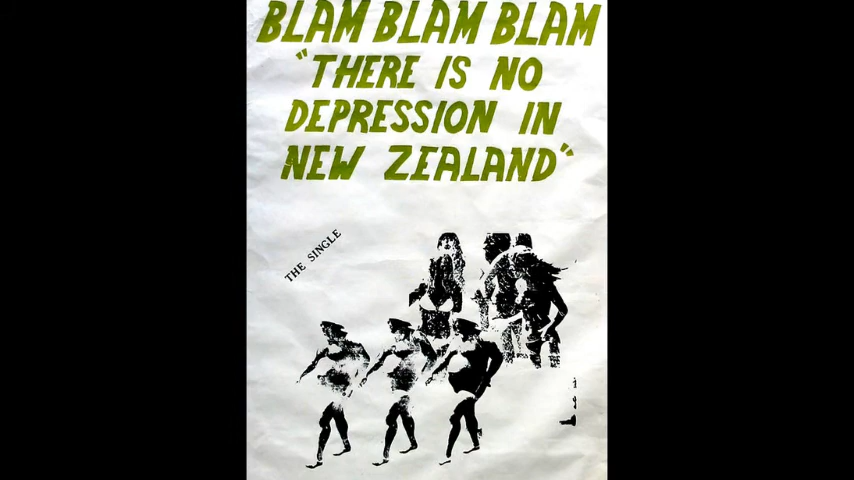 BLAM BLAM BLAM
"THERE IS NO
DEPRESSION IN
NEW ZEALAND"
THE SINGLE